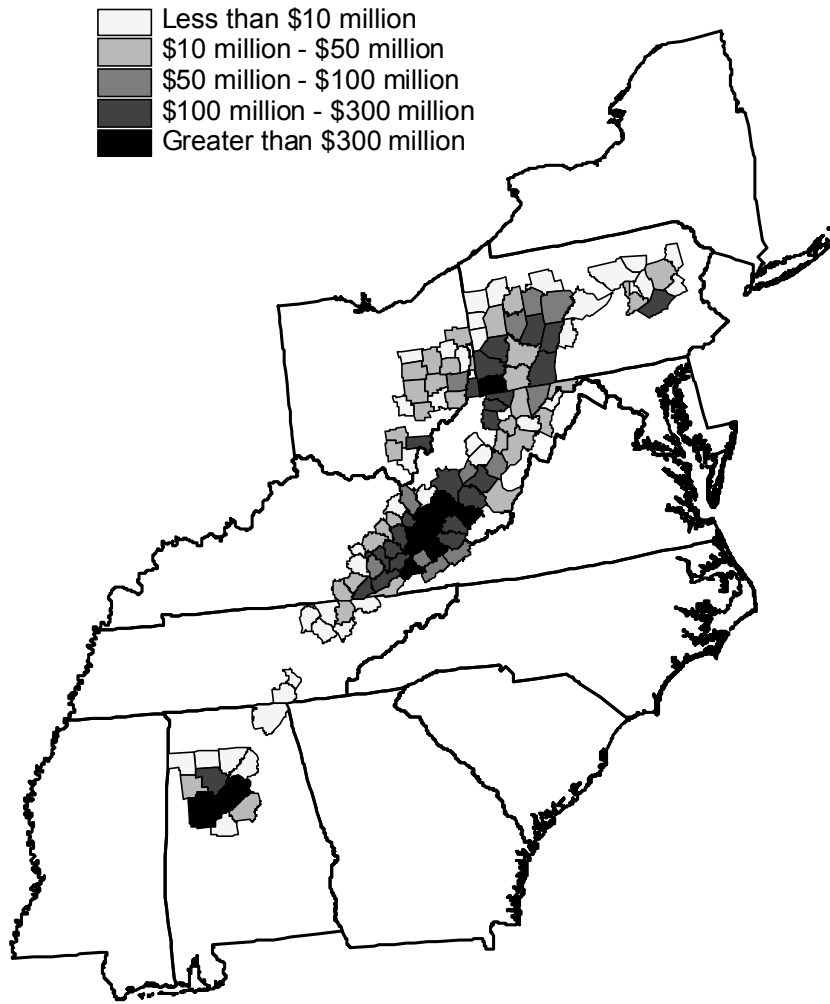 Less than $10 million
$10 million - $50 million
$50 million - $100 million
$100 million - $300 million
Greater than $300 million